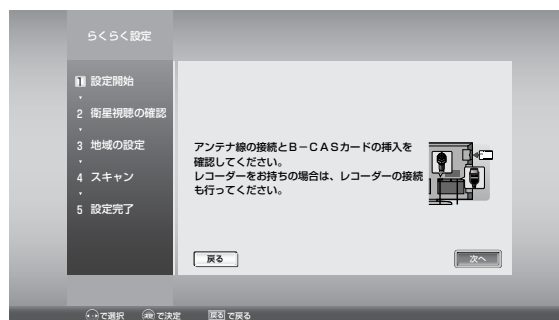 らくらく設定
1 設定開始
2 衛星視聴の確認
3 地域の設定
4 スキャン
5 設定完了
アンテナ線の接続とB-CASカードの挿入を
確認してください。
レコーダーをお持ちの場合は、レコーダーの接続
も行ってください。
戻る 次へ
で選択 決定 で決定 戻る で戻る